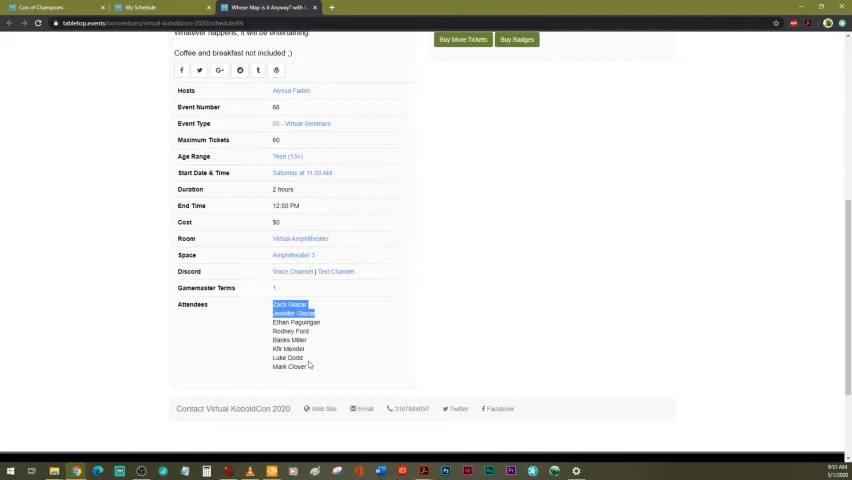 Con of Champions
My Schedule
Whose Map is it Anyway? with C
tabletop.events/conventions/virtual-koboldcon-2020/schedule/66
Whatever happens, it will be entertaining.
Coffee and breakfast not included ;)
Buy More Tickets
Buy Badges
Hosts
Alyssa Faden
Event Number
66
Event Type
05 - Virtual Seminars
Maximum Tickets
60
Age Range
Teen (13+)
Start Date & Time
Saturday at 11:00 AM
Duration
2 hours
End Time
12:50 PM
Cost
$0
Room
Virtual Amphitheater
Space
Amphitheater 3
Discord
Voice Channel | Text Channel
Gamemaster Terms
1
Attendees
Zach Glazar
Jennifer Glazar
Ethan Paguirigan
Rodney Ford
Banks Miller
Kfir Mendel
Luke Dodd
Mark Clover
Contact Virtual KoboldCon 2020
Web Site
Email
3167684097
Twitter
Facebook
9:51 AM
5/1/2020